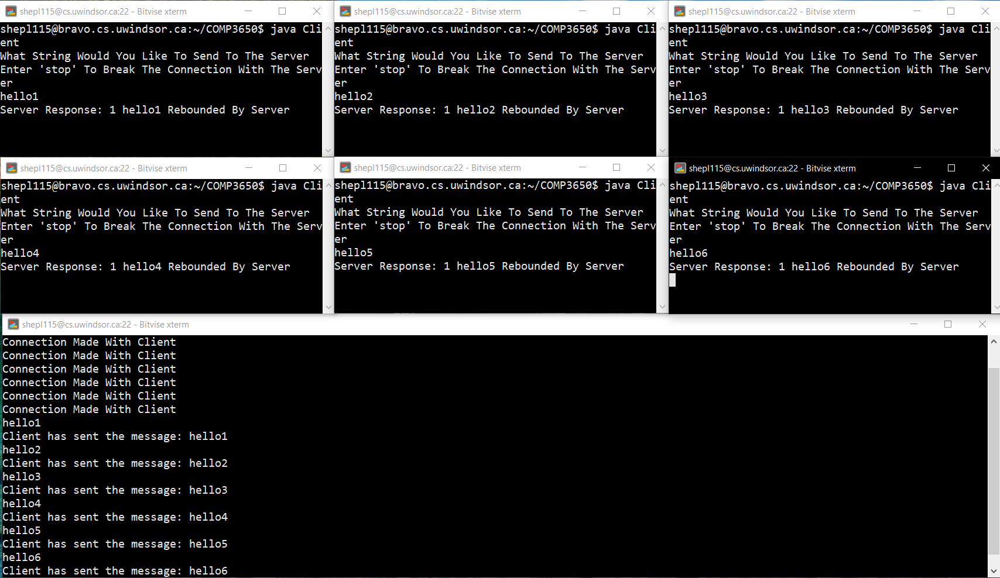 shepl115@cs.uwindsor.ca:22 - Bitvise xterm
shepl115@bravo.cs.uwindsor.ca:~/COMP3650$ java Cli
ent
What String Would You Like To Send To The Server
Enter 'stop' To Break The Connection With The Serv
er
hello1
Server Response: 1 hello1 Rebounded By Server
shepl115@cs.uwindsor.ca:22 - Bitvise xterm
shepl115@bravo.cs.uwindsor.ca:~/COMP3650$ java Cli
ent
What String Would You Like To Send To The Server
Enter 'stop' To Break The Connection With The Serv
er
hello2
Server Response: 1 hello2 Rebounded By Server
shepl115@cs.uwindsor.ca:22 - Bitvise xterm
shepl115@bravo.cs.uwindsor.ca:~/COMP3650$ java Cli
ent
What String Would You Like To Send To The Server
Enter 'stop' To Break The Connection With The Serv
er
hello3
Server Response: 1 hello3 Rebounded By Server
shepl115@cs.uwindsor.ca:22 - Bitvise xterm
shepl115@bravo.cs.uwindsor.ca:~/COMP3650$ java Cli
ent
What String Would You Like To Send To The Server
Enter 'stop' To Break The Connection With The Serv
er
hello4
Server Response: 1 hello4 Rebounded By Server
shepl115@cs.uwindsor.ca:22 - Bitvise xterm
shepl115@bravo.cs.uwindsor.ca:~/COMP3650$ java Cli
ent
What String Would You Like To Send To The Server
Enter 'stop' To Break The Connection With The Serv
er
hello5
Server Response: 1 hello5 Rebounded By Server
shepl115@cs.uwindsor.ca:22 - Bitvise xterm
shepl115@bravo.cs.uwindsor.ca:~/COMP3650$ java Cli
ent
What String Would You Like To Send To The Server
Enter 'stop' To Break The Connection With The Serv
er
hello6
Server Response: 1 hello6 Rebounded By Server
shepl115@cs.uwindsor.ca:22 - Bitvise xterm
Connection Made With Client
Connection Made With Client
Connection Made With Client
Connection Made With Client
Connection Made With Client
Connection Made With Client
hello1
Client has sent the message: hello1
hello2
Client has sent the message: hello2
hello3
Client has sent the message: hello3
hello4
Client has sent the message: hello4
hello5
Client has sent the message: hello5
hello6
Client has sent the message: hello6